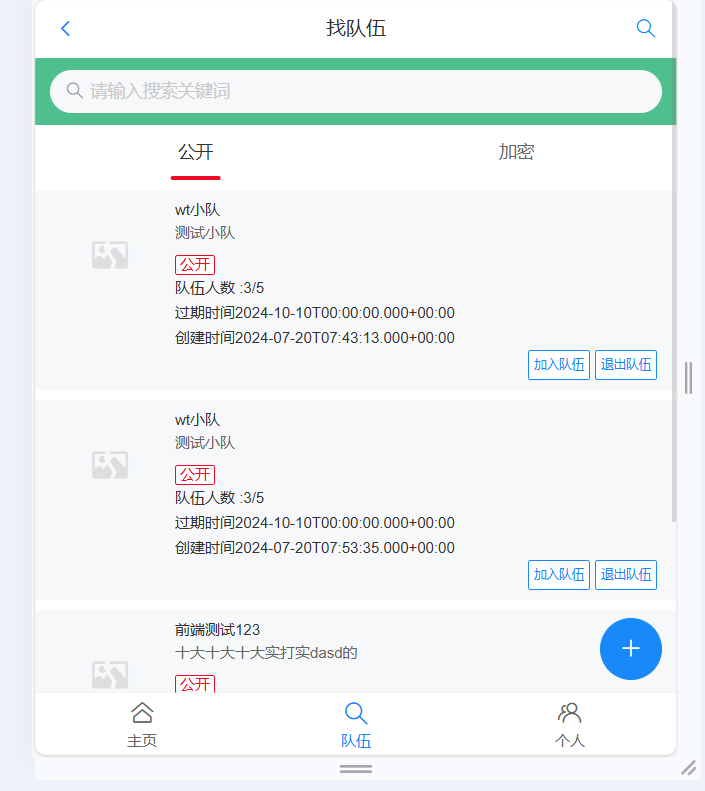 找队伍
请输入搜索关键词
公开 加密
wt小队
测试小队
公开
队伍人数 :3/5
过期时间2024-10-10T00:00:00.000+00:00
创建时间2024-07-20T07:43:13.000+00:00
加入队伍 退出队伍
wt小队
测试小队
公开
队伍人数 :3/5
过期时间2024-10-10T00:00:00.000+00:00
创建时间2024-07-20T07:53:35.000+00:00
加入队伍 退出队伍
前端测试123
十大十大十大实打实dasd的
公开
主页 队伍 个人